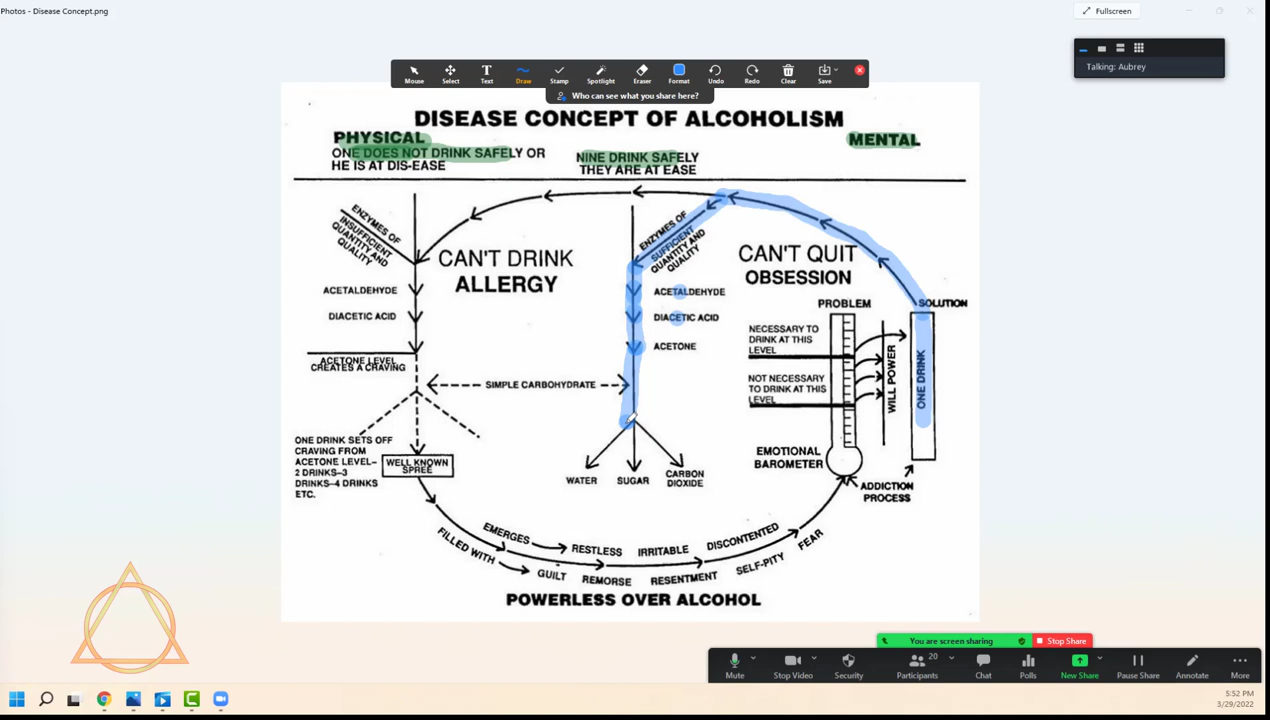 Photos - Disease Concept.png
Fullscreen
Talking: Aubrey
Mouse
Select
Text
Draw
Stamp
Spotlight
Eraser
Format
Undo
Redo
Clear
Save
Who can see what you share here?
DISEASE CONCEPT OF ALCOHOLISM
PHYSICAL
ONE DOES NOT DRINK SAFELY OR
HE IS AT DIS-EASE
NINE DRINK SAFELY
THEY ARE AT EASE
MENTAL
ENZYMES OF
INSUFFICIENT
QUANTITY AND
QUALITY
CAN'T DRINK
ALLERGY
ENZYMES OF
SUFFICIENT
QUANTITY AND
QUALITY
CAN'T QUIT
OBSESSION
ACETALDEHYDE
DIACETIC ACID
ACETALDEHYDE
DIACETIC ACID
ACETONE
PROBLEM
SOLUTION
NECESSARY TO
DRINK AT THIS
LEVEL
NOT NECESSARY
TO DRINK AT THIS
LEVEL
WILL POWER
ONE DRINK
ACETONE LEVEL
CREATES A CRAVING
SIMPLE CARBOHYDRATE
ONE DRINK SETS OFF
CRAVING FROM
ACETONE LEVEL–
2 DRINKS–3
DRINKS–4 DRINKS
ETC.
WELL KNOWN
SPREE
WATER
SUGAR
CARBON
DIOXIDE
EMOTIONAL
BAROMETER
ADDICTION
PROCESS
EMERGES
RESTLESS
IRRITABLE
DISCONTENTED
FILLED WITH
GUILT
REMORSE
RESENTMENT
SELF-PITY
FEAR
POWERLESS OVER ALCOHOL
You are screen sharing
Stop Share
Mute
Stop Video
Security
Participants
20
Chat
Polls
New Share
Pause Share
Annotate
More
5:52 PM
3/29/2022